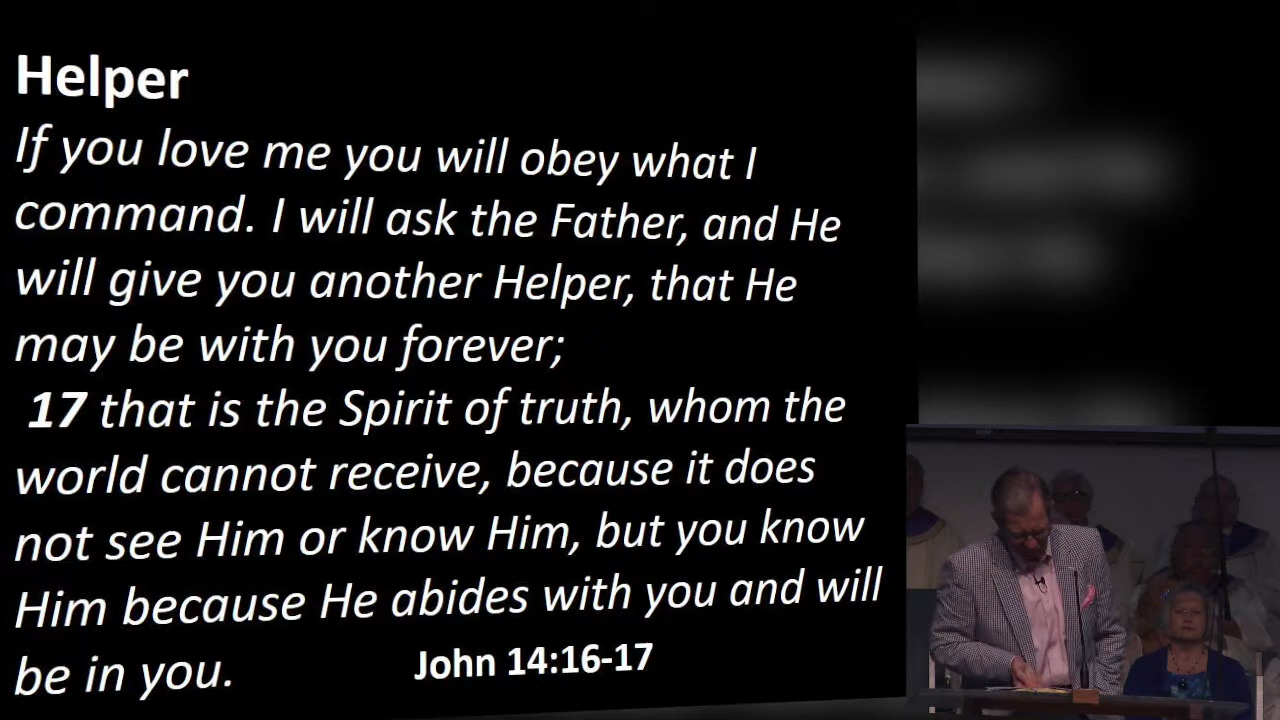 Helper
If you love me you will obey what I
command. I will ask the Father, and He
will give you another Helper, that He
may be with you forever;
17 that is the Spirit of truth, whom the
world cannot receive, because it does
not see Him or know Him, but you know
Him because He abides with you and will
be in you.
John 14:16-17